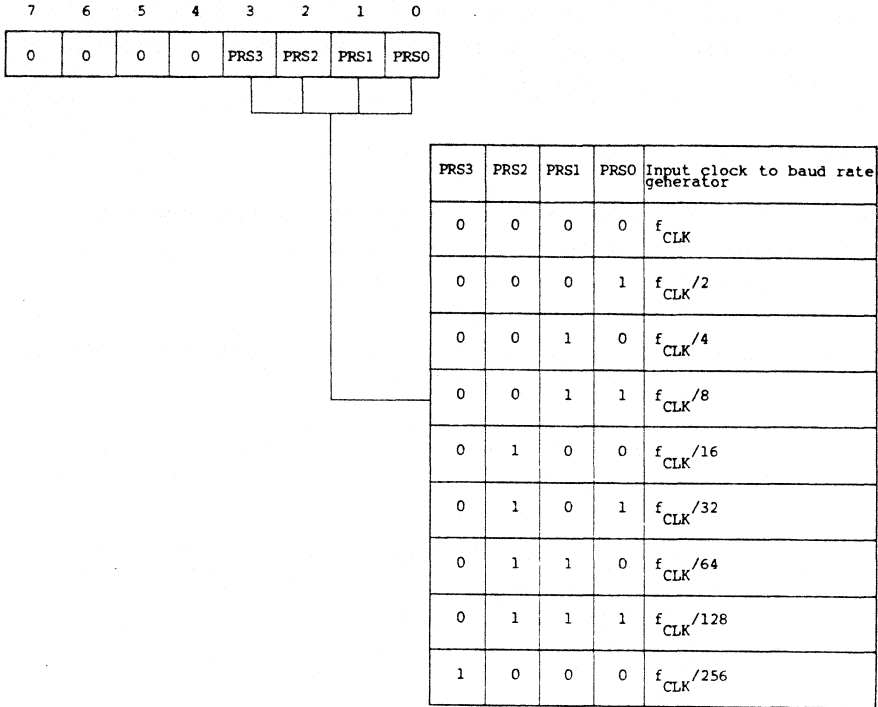 7 6 5 4 3 2 1 0
0 0 0 0 PRS3 PRS2 PRS1 PRS0
PRS3 PRS2 PRS1 PRS0 Input clock to baud rate
generator
0 0 0 0 fCLK
0 0 0 1 fCLK/2
0 0 1 0 fCLK/4
0 0 1 1 fCLK/8
0 1 0 0 fCLK/16
0 1 0 1 fCLK/32
0 1 1 0 fCLK/64
0 1 1 1 fCLK/128
1 0 0 0 fCLK/256